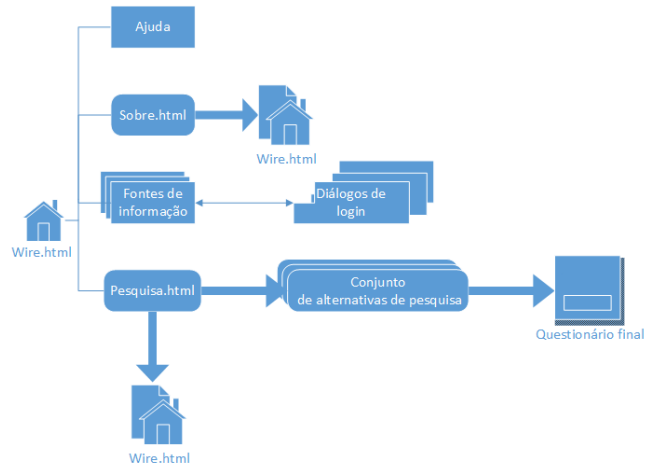 Ajuda
Sobre.html
Wire.html
Fontes de
informação
Diálogos de
login
Wire.html
Pesquisa.html
Conjunto
de alternativas de pesquisa
Questionário final
Wire.html